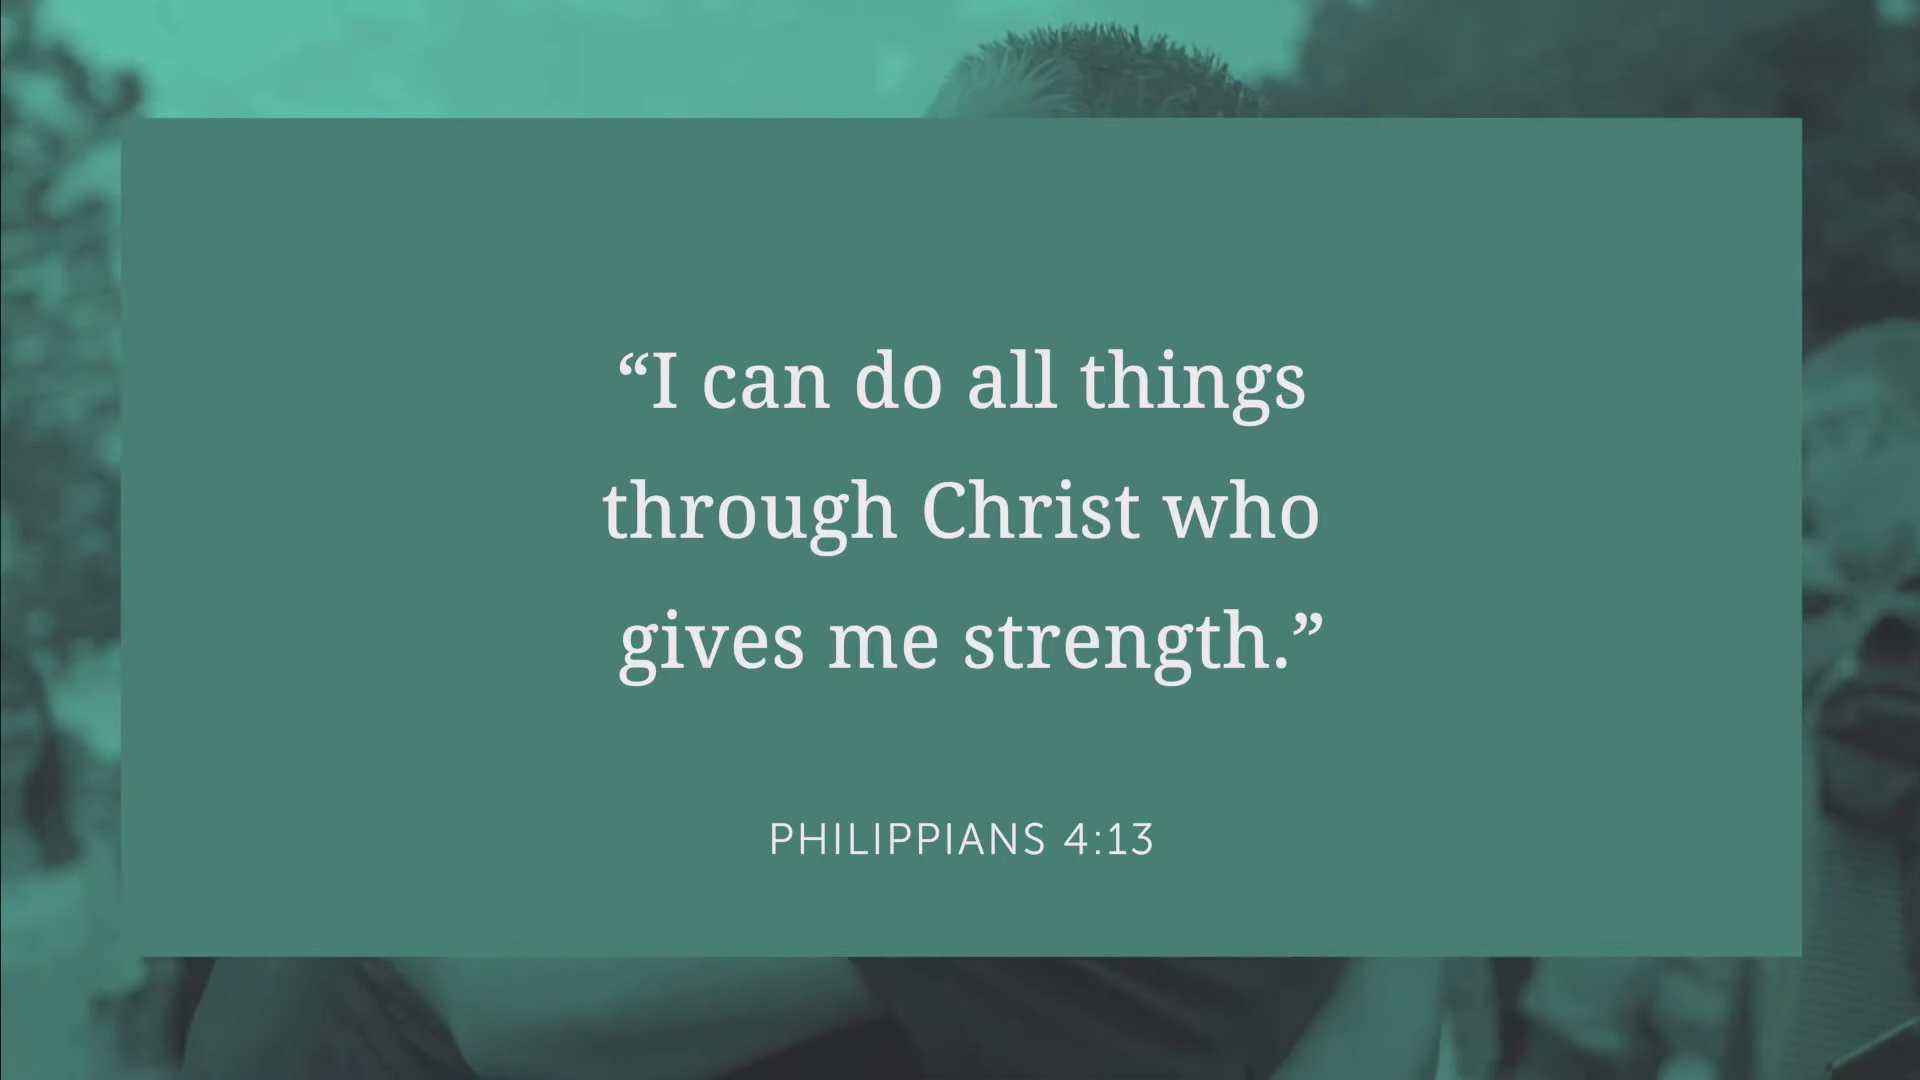 “I can do all things
through Christ who
gives me strength.”
PHILIPPIANS 4:13